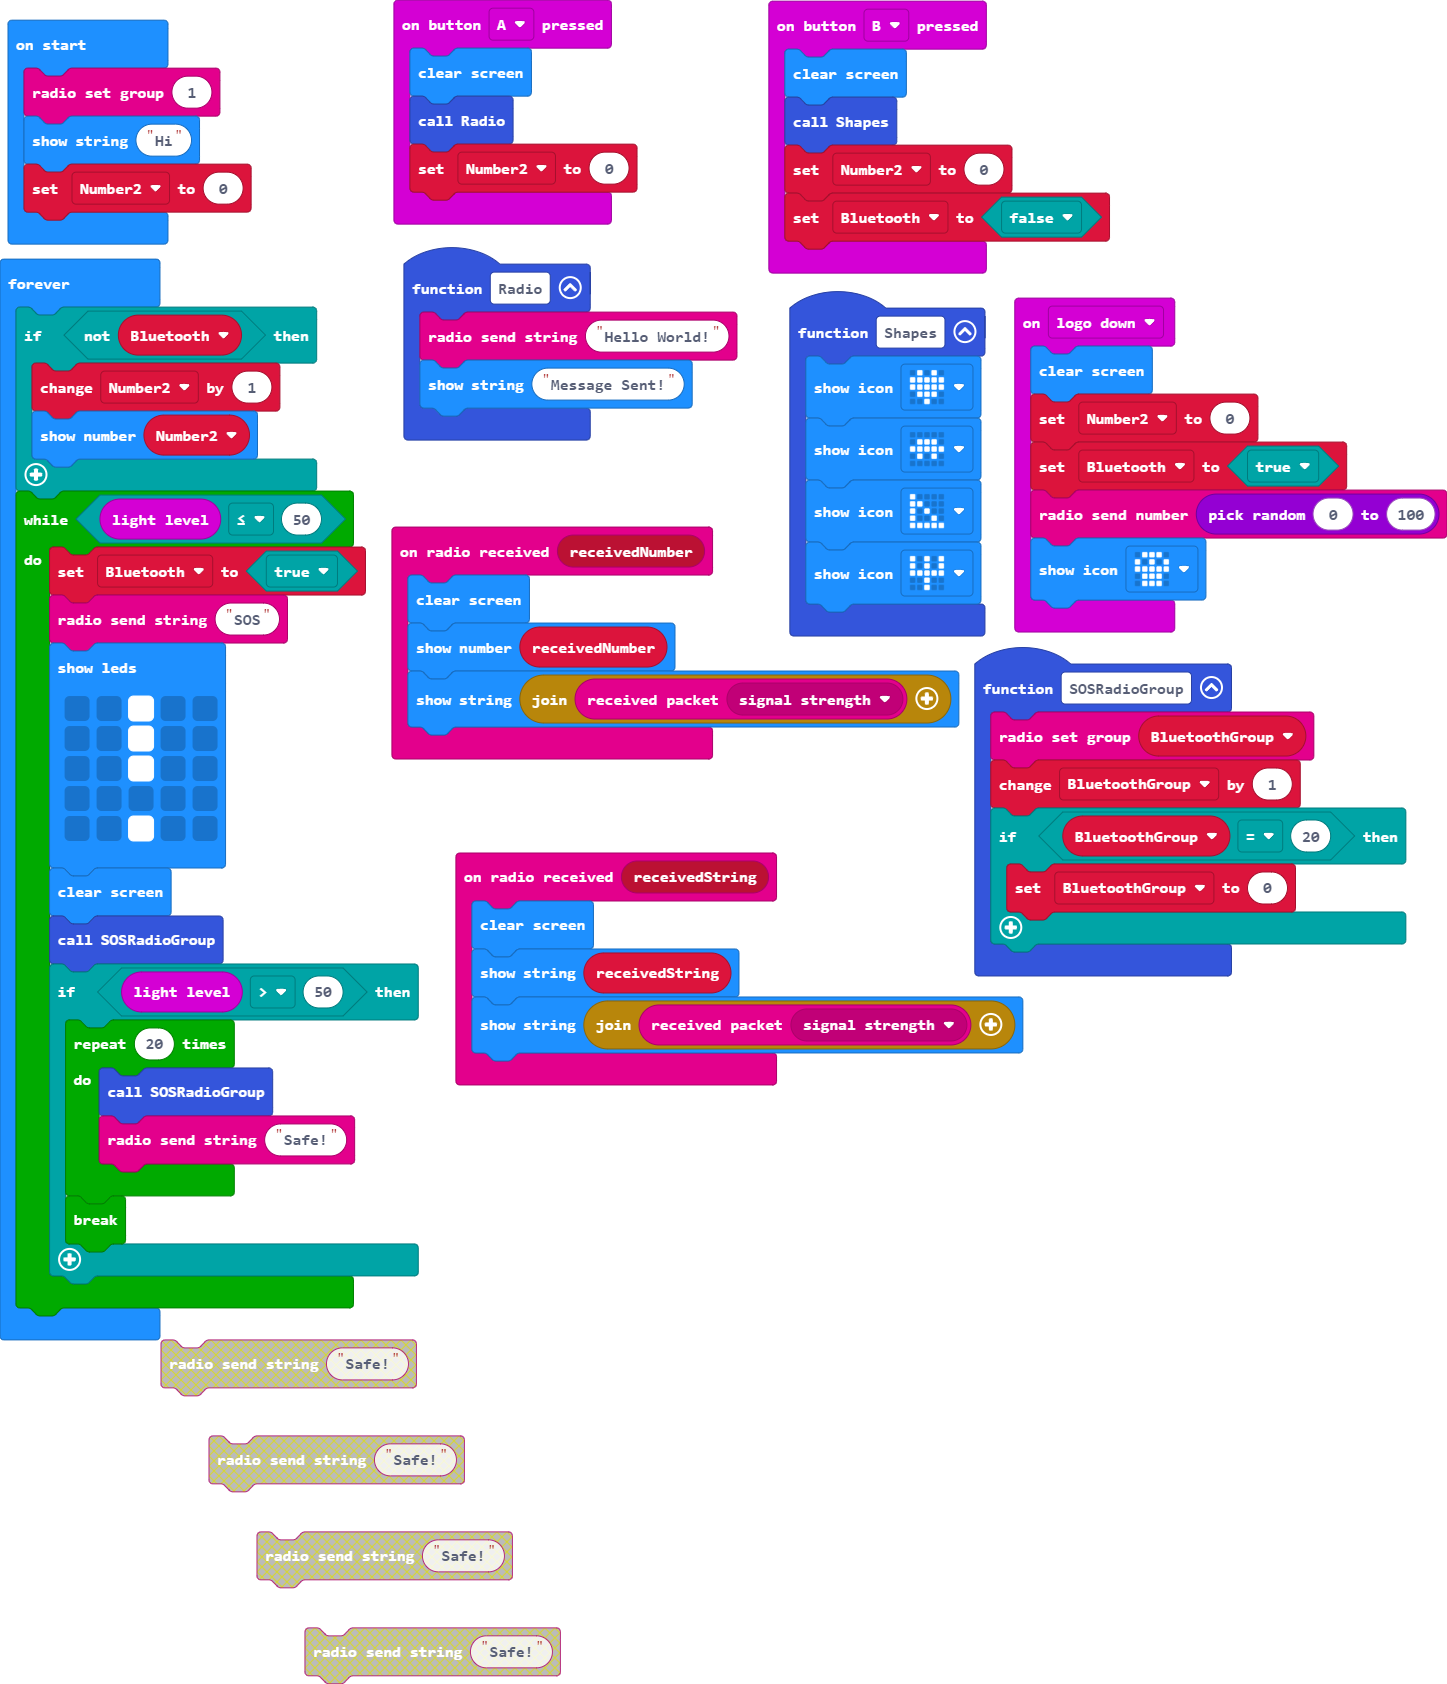 on start
radio set group 1
show string "Hi"
set Number2 to 0
on button A pressed
clear screen
call Radio
set Number2 to 0
on button B pressed
clear screen
call Shapes
set Number2 to 0
set Bluetooth to false
forever
if not Bluetooth then
change Number2 by 1
show number Number2
while light level ≤ 50
do
set Bluetooth to true
radio send string "SOS"
show leds
clear screen
call SOSRadioGroup
if light level > 50 then
repeat 20 times
do
call SOSRadioGroup
radio send string "Safe!"
break
function Radio
radio send string "Hello World!"
show string "Message Sent!"
function Shapes
show icon
show icon
show icon
show icon
on logo down
clear screen
set Number2 to 0
set Bluetooth to true
radio send number pick random 0 to 100
show icon
on radio received receivedNumber
clear screen
show number receivedNumber
show string join received packet signal strength
function SOSRadioGroup
radio set group BluetoothGroup
change BluetoothGroup by 1
if BluetoothGroup = 20 then
set BluetoothGroup to 0
on radio received receivedString
clear screen
show string receivedString
show string join received packet signal strength
radio send string "Safe!"
radio send string "Safe!"
radio send string "Safe!"
radio send string "Safe!"